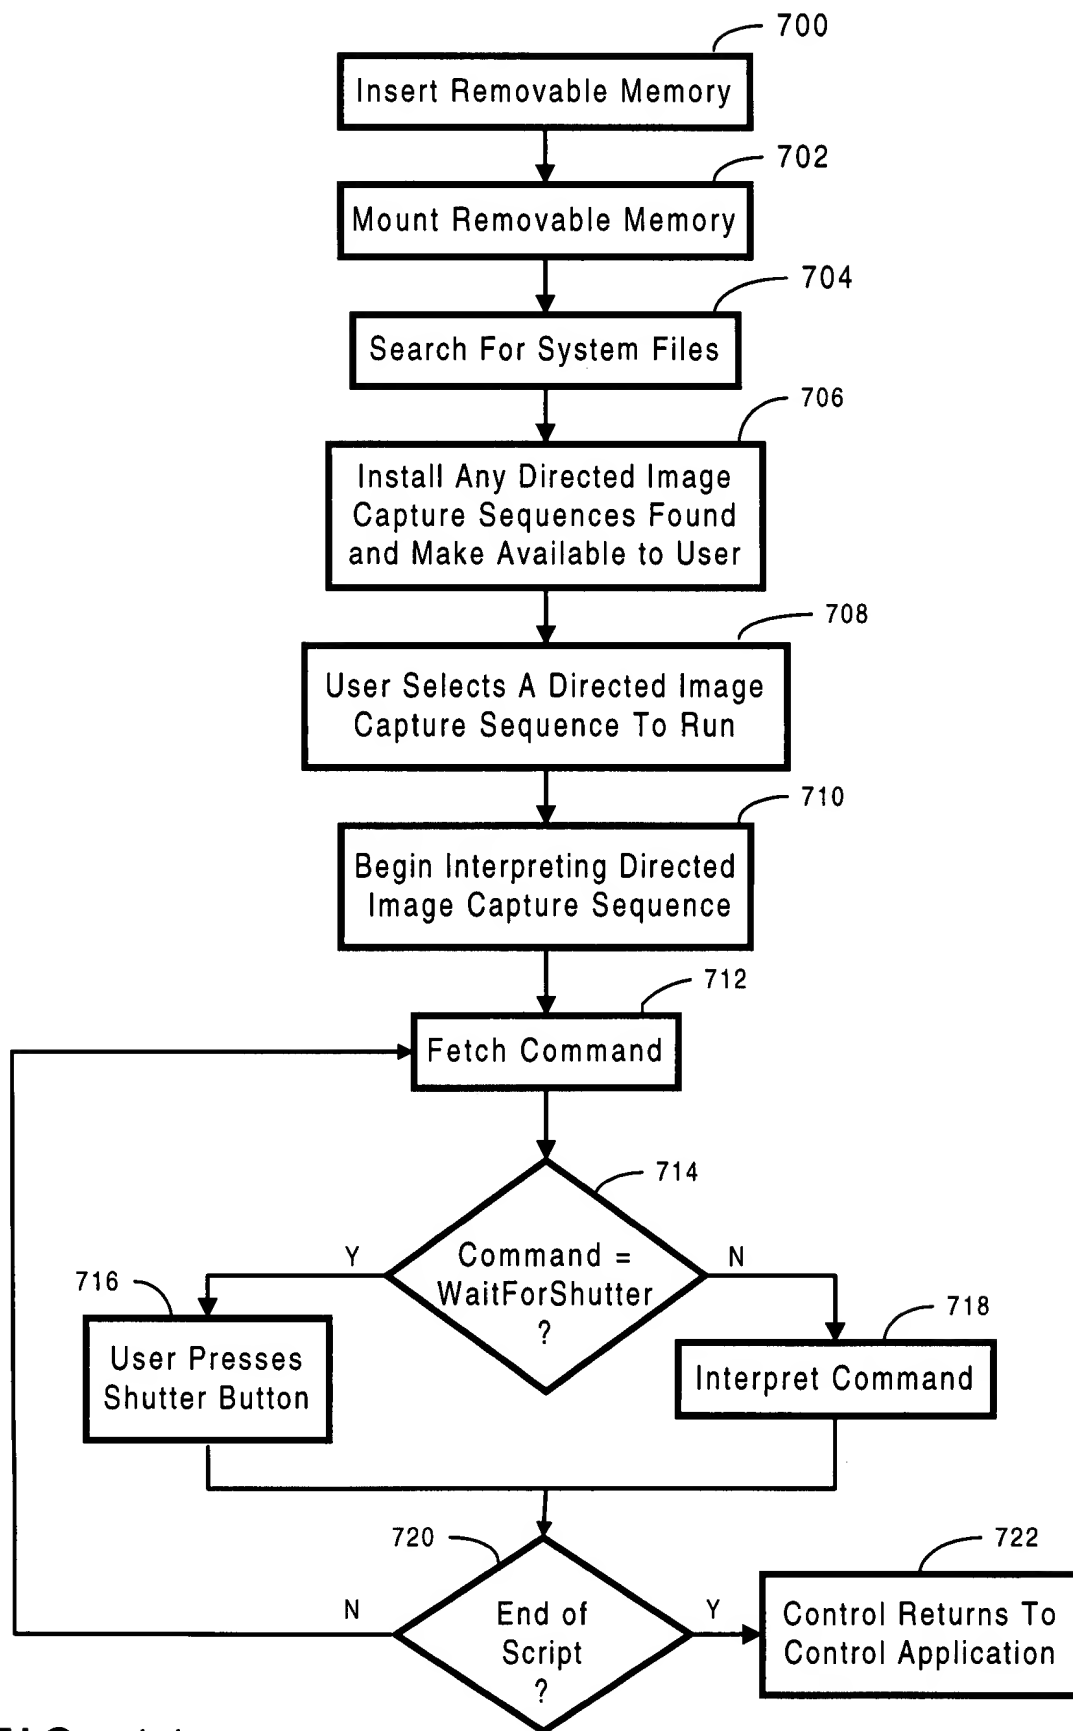 700
Insert Removable Memory
702
Mount Removable Memory
704
Search For System Files
706
Install Any Directed Image
Capture Sequences Found
and Make Available to User
708
User Selects A Directed Image
Capture Sequence To Run
710
Begin Interpreting Directed
Image Capture Sequence
712
Fetch Command
714
Command =
WaitForShutter
?
Y
N
716
User Presses
Shutter Button
718
Interpret Command
720
End of
Script
?
N
Y
722
Control Returns To
Control Application